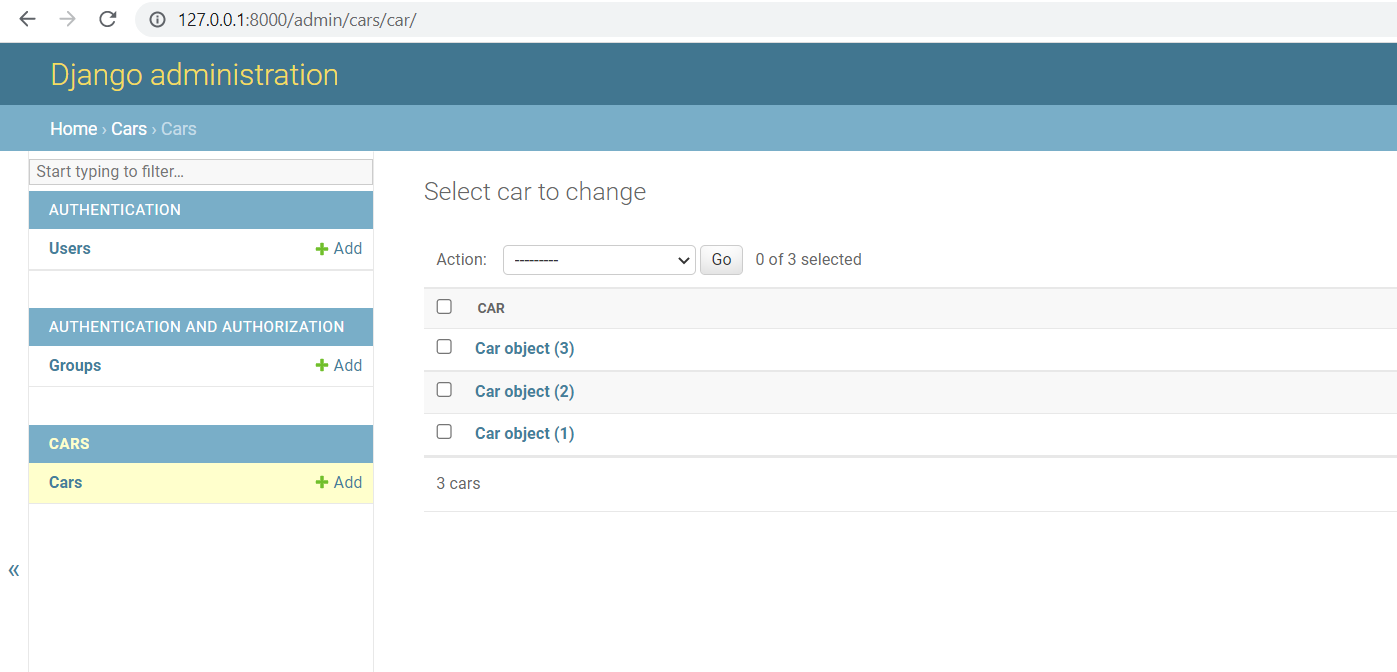 127.0.0.1:8000/admin/cars/car/
Django administration
Home › Cars › Cars
Start typing to filter...
AUTHENTICATION
Users Add
AUTHENTICATION AND AUTHORIZATION
Groups Add
CARS
Cars Add
«
Select car to change
Action: --------- Go 0 of 3 selected
CAR
Car object (3)
Car object (2)
Car object (1)
3 cars